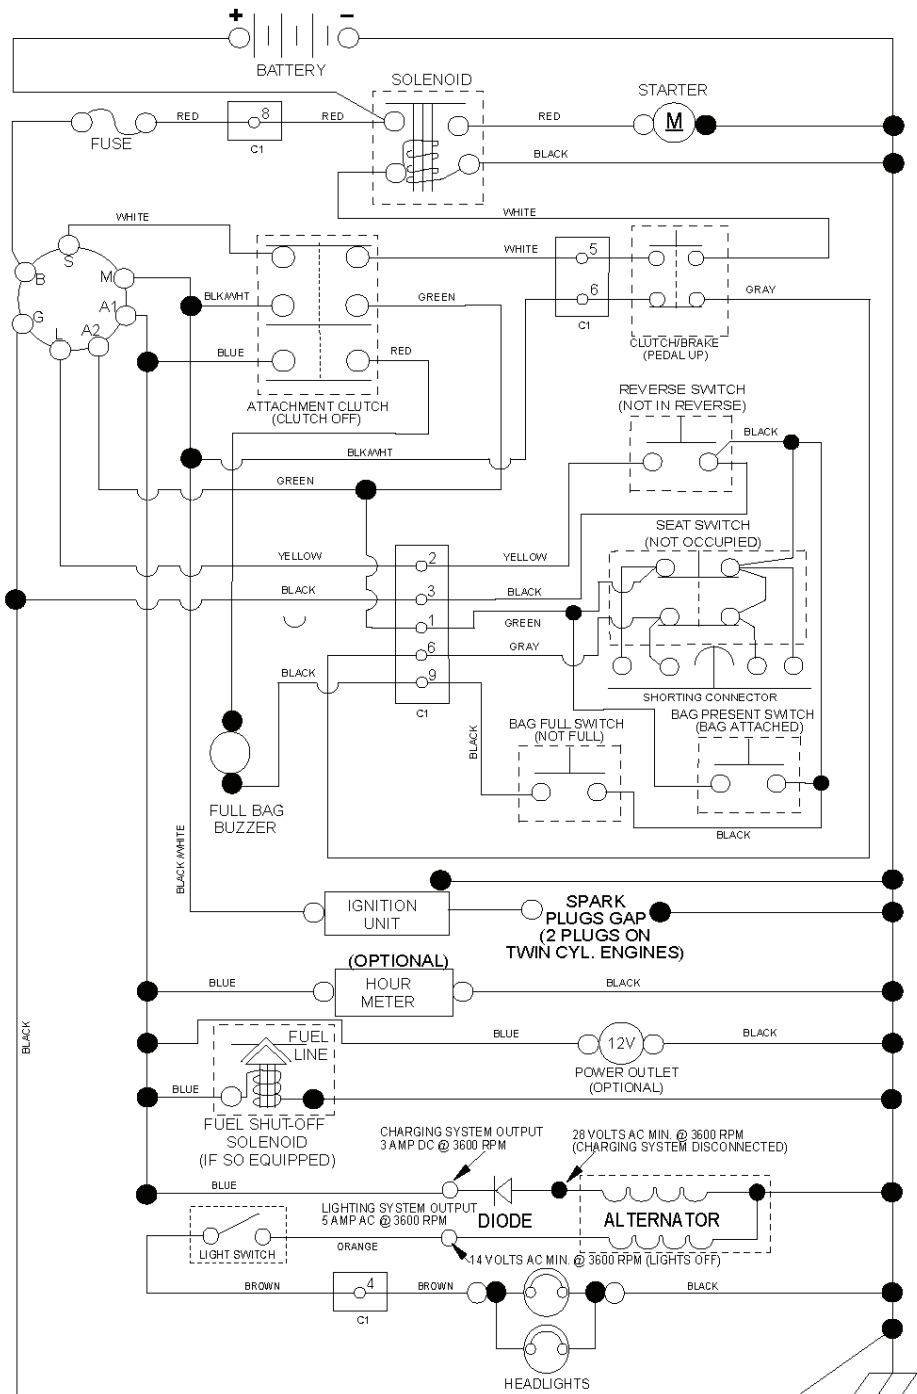 + −
BATTERY
SOLENOID
STARTER
RED
8
RED
RED
M
FUSE
C1
BLACK
WHITE
WHITE
WHITE
5
S
B
M
BLK/WHT
GREEN
6
GRAY
A1
G
C1
L
A2
BLUE
RED
CLUTCH/BRAKE
(PEDAL UP)
ATTACHMENT CLUTCH
(CLUTCH OFF)
REVERSE SWITCH
(NOT IN REVERSE)
BLACK
BLK/WHT
GREEN
SEAT SWITCH
(NOT OCCUPIED)
YELLOW
2
YELLOW
BLACK
3
BLACK
1
GREEN
6
GRAY
BLACK
9
SHORTING CONNECTOR
C1
BAG FULL SWITCH
(NOT FULL)
BAG PRESENT SWITCH
(BAG ATTACHED)
BLACK
FULL BAG
BUZZER
BLACK
BLACK/WHITE
IGNITION
UNIT
SPARK
PLUGS GAP
(2 PLUGS ON
TWIN CYL. ENGINES)
(OPTIONAL)
BLUE
HOUR
METER
BLACK
BLACK
FUEL
LINE
BLUE
12V
BLACK
POWER OUTLET
(OPTIONAL)
BLUE
FUEL SHUT-OFF
SOLENOID
(IF SO EQUIPPED)
CHARGING SYSTEM OUTPUT
3 AMP DC @ 3600 RPM
28 VOLTS AC MIN. @ 3600 RPM
(CHARGING SYSTEM DISCONNECTED)
BLUE
LIGHTING SYSTEM OUTPUT
5 AMP AC @ 3600 RPM
DIODE
ALTERNATOR
LIGHT SWITCH
ORANGE
14 VOLTS AC MIN. @ 3600 RPM (LIGHTS OFF)
BROWN
4
BROWN
BLACK
C1
HEADLIGHTS